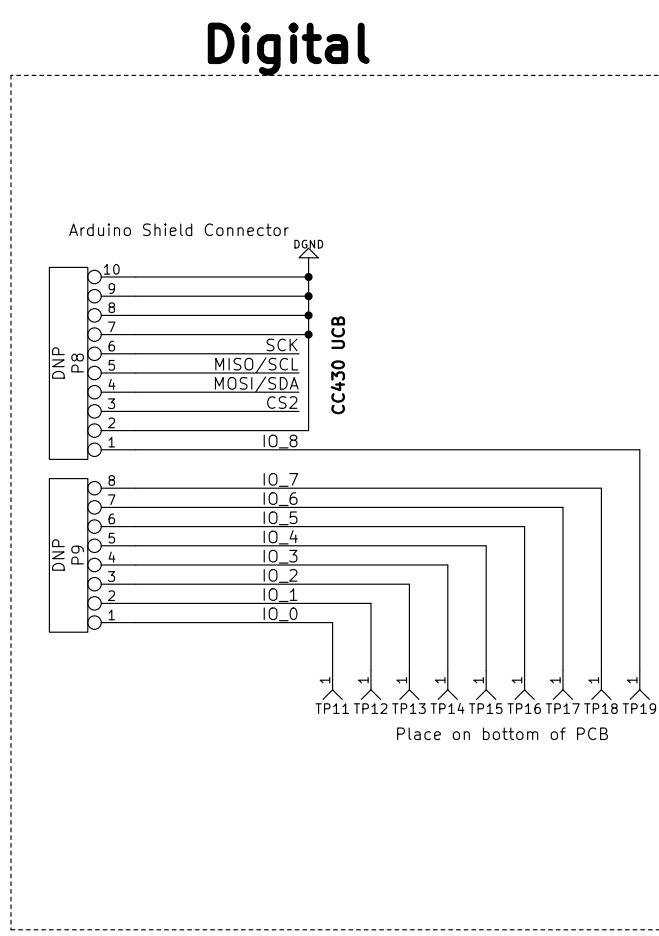 Digital
Arduino Shield Connector
DGND
10
9
8
7
6 SCK
5 MISO/SCL
4 MOSI/SDA
3 CS2
2
1 IO_8
DNP
P8
CC430 UCB
8 IO_7
7 IO_6
6 IO_5
5 IO_4
4 IO_3
3 IO_2
2 IO_1
1 IO_0
DNP
P9
1 1 1 1 1 1 1 1 1
TP11 TP12 TP13 TP14 TP15 TP16 TP17 TP18 TP19
Place on bottom of PCB